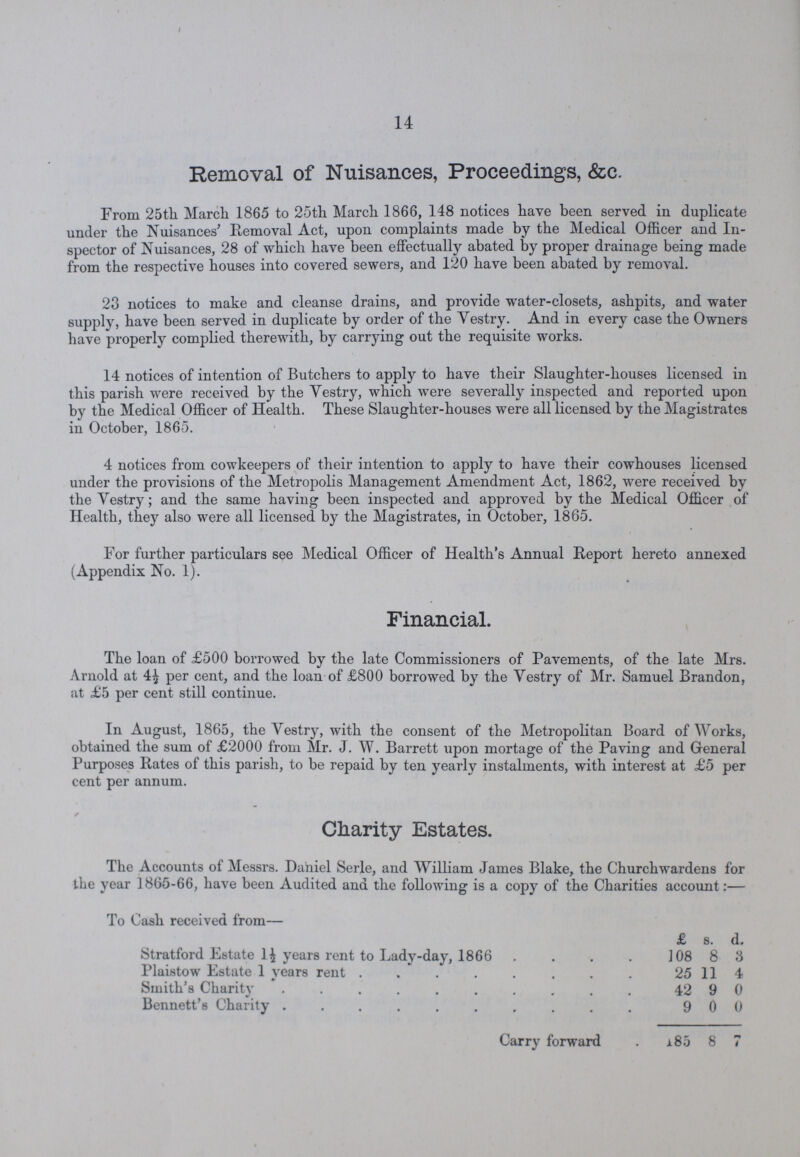 14
Removal of Nuisances, Proceedings, &c.
From 25th March 1865 to 25th March 1866, 148 notices have been served in duplicate
under the Nuisances' Removal Act, upon complaints made by the Medical Officer and In-
spector of Nuisances, 28 of which have been effectually abated by proper drainage being made
from the respective houses into covered sewers, and 120 have been abated by removal.
23 notices to make and cleanse drains, and provide water-closets, ashpits, and water
supply, have been served in duplicate by order of the Vestry. And in every case the Owners
have properly complied therewith, by carrying out the requisite works.
14 notices of intention of Butchers to apply to have their Slaughter-houses licensed in
this parish were received by the Vestry, which were severally inspected and reported upon
by the Medical Officer of Health. These Slaughter-houses were all licensed by the Magistrates
in October, 1865.
4 notices from cowkeepers of their intention to apply to have their cowhouses licensed
under the provisions of the Metropolis Management Amendment Act, 1862, were received by
the Vestry; and the same having been inspected and approved by the Medical Officer of
Health, they also were all licensed by the Magistrates, in October, 1865.
For further particulars see Medical Officer of Health's Annual Report hereto annexed
(Appendix No. 1).
Financial.
The loan of £500 borrowed by the late Commissioners of Pavements, of the late Mrs.
Arnold at 4½ per cent, and the loan of £800 borrowed by the Vestry of Mr. Samuel Brandon,
at £5 per cent still continue.
In August, 1865, the Vestry, with the consent of the Metropolitan Board of Works,
obtained the sum of £2000 from Mr. J. W. Barrett upon mortage of the Paving and General
Purposes Rates of this parish, to be repaid by ten yearly instalments, with interest at £5 per
cent per annum.
Charity Estates.
The Accounts of Messrs. Daniel Serle, and William James Blake, the Churchwardens for
the year 1865-66, have been Audited and the following is a copy of the Charities account:—
To Cash received from—
£ s. d.
Stratford Estate 1½ years rent to Lady-day, 1866 . . . . 108 8 3
Plaistow Estate 1 years rent . . . . . . . . 25 11 4
Smith's Charity . . . . . . . . . . 42 9 0
Bennett's Charity . . . . . . . . . . 9 0 0
Carry forward . 185 8 7